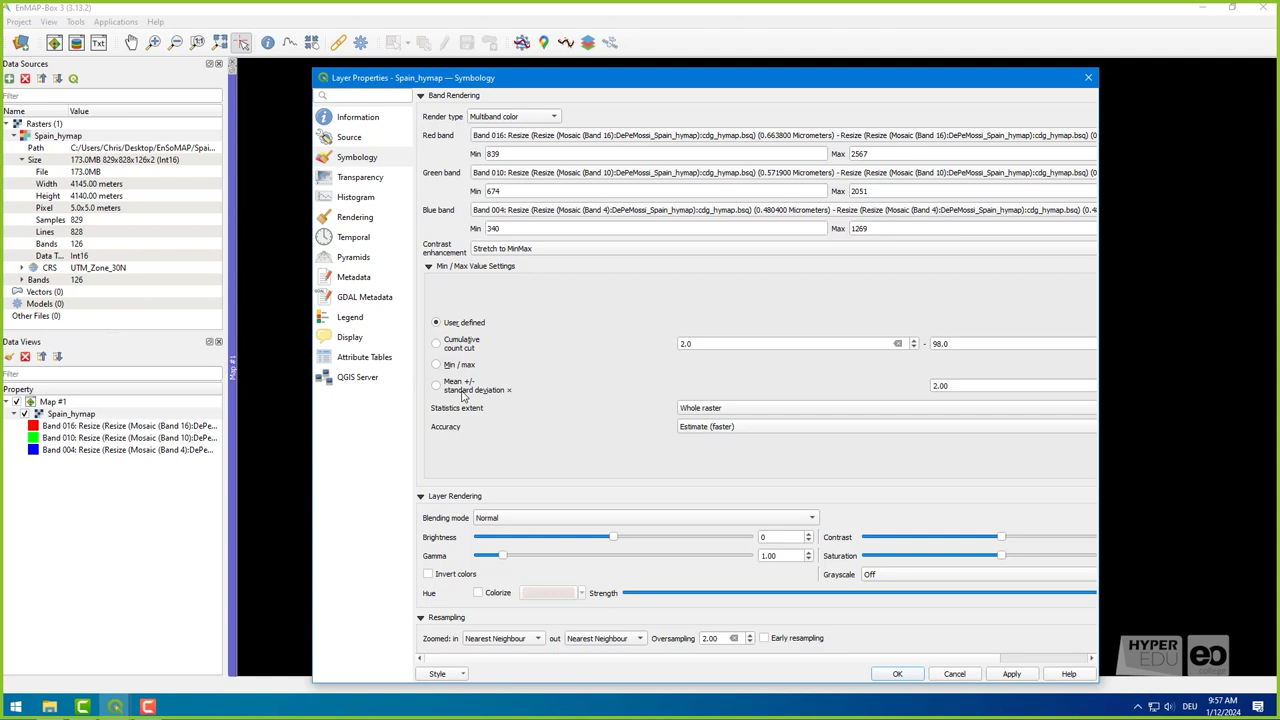 EnMAP-Box 3 (3.13.2)
Project View Tools Applications Help
Data Sources
Filter
Name Value
Rasters (1)
Spain_hymap
Path C:/Users/Chris/Desktop/EnSoMAP/Spai...
Size 173.0MB 829x828x126x2 (Int16)
File 173.0MB
Width 4145.00 meters
Height 4140.00 meters
Pixel 5.0x5.0 meters
Samples 829
Lines 828
Bands 126
Data T... Int16
CRS UTM_Zone_30N
Bands 126
Vectors (0)
Models (0)
Other Files (0)
Data Views
Filter
Property
Map #1
Spain_hymap
Band 016: Resize (Resize (Mosaic (Band 16):DePe...
Band 010: Resize (Resize (Mosaic (Band 10):DePe...
Band 004: Resize (Resize (Mosaic (Band 4):DePe...
Map #1
Layer Properties - Spain_hymap — Symbology
Information
Source
Symbology
Transparency
Histogram
Rendering
Temporal
Pyramids
Metadata
GDAL Metadata
Legend
Display
Attribute Tables
QGIS Server
Band Rendering
Render type Multiband color
Red band Band 016: Resize (Resize (Mosaic (Band 16):DePeMossi_Spain_hymap):cdg_hymap.bsq) (0.663800 Micrometers) - Resize (Mosaic (Band 16):DePeMossi_Spain_hymap):cdg_hymap.bsq) (0
Min 839 Max 2567
Green band Band 010: Resize (Resize (Mosaic (Band 10):DePeMossi_Spain_hymap):cdg_hymap.bsq) (0.571900 Micrometers) - Resize (Mosaic (Band 10):DePeMossi_Spain_hymap):cdg_hymap.bsq) (0
Min 674 Max 2051
Blue band Band 004: Resize (Resize (Mosaic (Band 4):DePeMossi_Spain_hymap):cdg_hymap.bsq) (0.480400 Micrometers) - Resize (Mosaic (Band 4):DePeMossi_Spain_hymap):cdg_hymap.bsq) (0.4
Min 340 Max 1269
Contrast
enhancement Stretch to MinMax
Min / Max Value Settings
User defined
Cumulative
count cut 2.0 - 98.0
Min / max
Mean +/-
standard deviation × 2.00
Statistics extent Whole raster
Accuracy Estimate (faster)
Layer Rendering
Blending mode Normal
Brightness 0 Contrast
Gamma 1.00 Saturation
Invert colors Grayscale Off
Hue Colorize Strength
Resampling
Zoomed: in Nearest Neighbour out Nearest Neighbour Oversampling 2.00 Early resampling
Style OK Cancel Apply Help
HYPER
EDU
eo
DEU
9:57 AM
1/12/2024